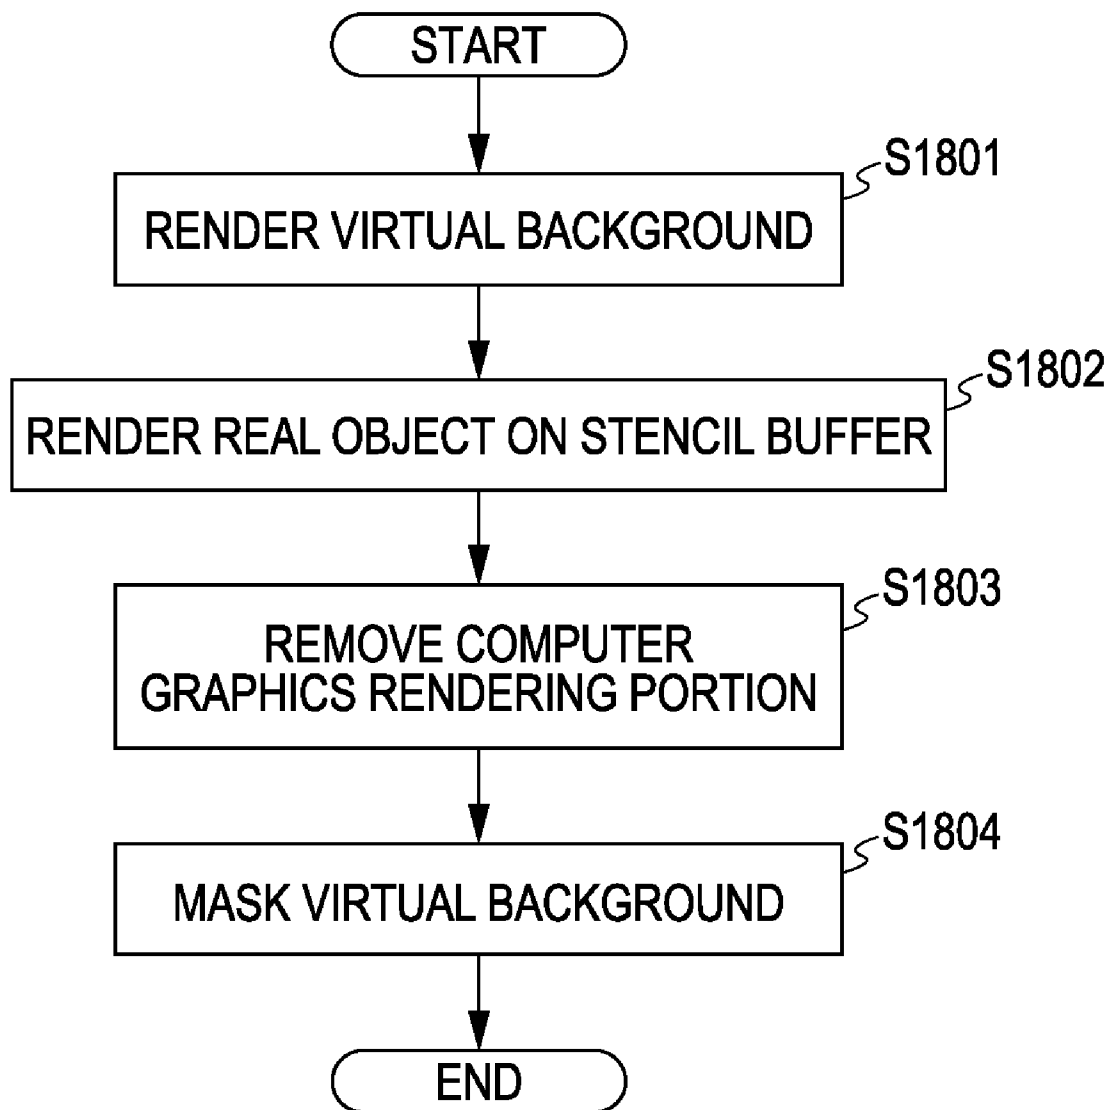 START
S1801
RENDER VIRTUAL BACKGROUND
S1802
RENDER REAL OBJECT ON STENCIL BUFFER
S1803
REMOVE COMPUTER
GRAPHICS RENDERING PORTION
S1804
MASK VIRTUAL BACKGROUND
END